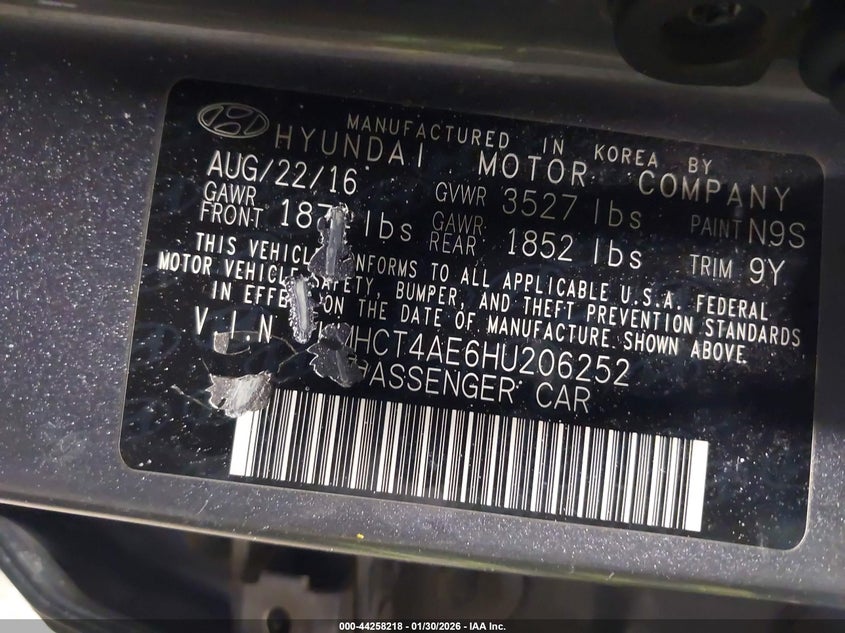 MANUFACTURED IN KOREA BY
HYUNDAI MOTOR COMPANY
AUG/22/16 GVWR 3527 lbs PAINT N9S
GAWR FRONT lbs GAWR REAR 1852 lbs TRIM 9Y
THIS VEHICLE CONFORMS TO ALL APPLICABLE U.S.A. FEDERAL
MOTOR VEHICLE SAFETY, BUMPER, AND THEFT PREVENTION STANDARDS
IN EFFECT ON THE DATE OF MANUFACTURE SHOWN ABOVE.
V.I.N MHCT4AE6HU206252
PASSENGER CAR
000-44258218 - 01/30/2026 - IAA Inc.